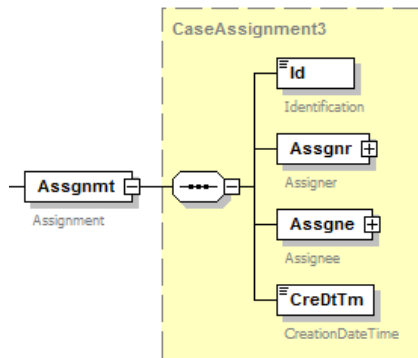 CaseAssignment3
Id
Identification
Assgnr
Assigner
Assgnmt
Assignment
Assgne
Assignee
CreDtTm
CreationDateTime